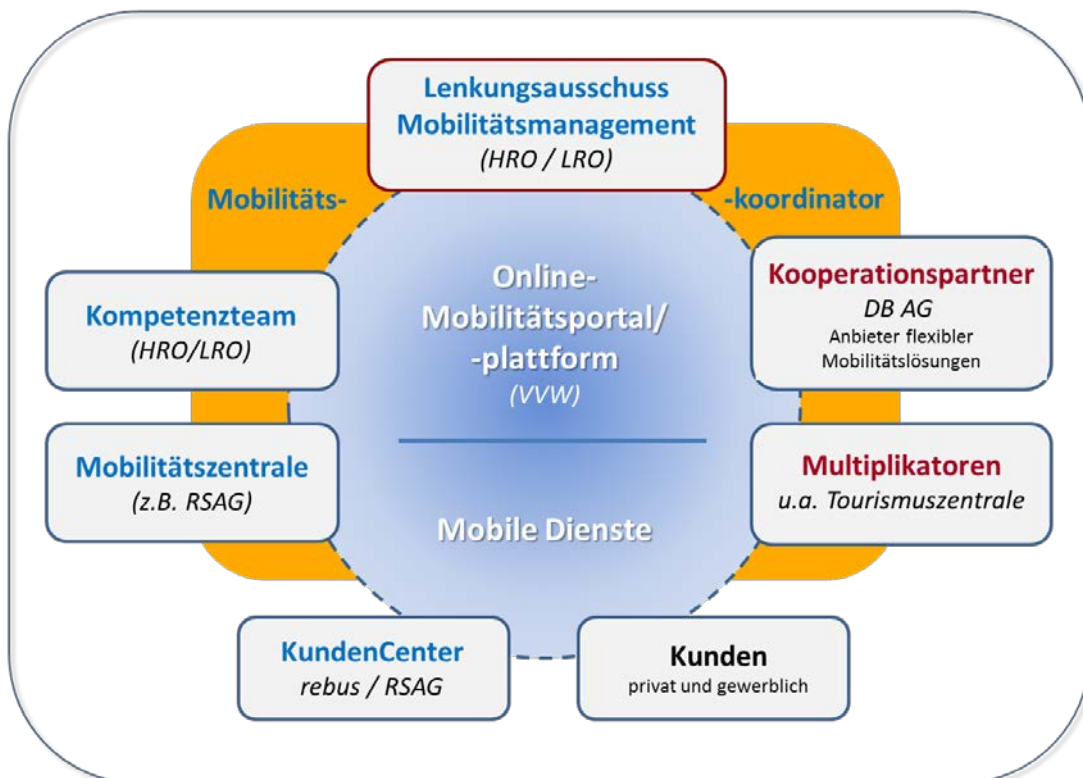 Lenkungsausschuss
Mobilitätsmanagement
(HRO / LRO)
Mobilitäts-
-koordinator
Online-
Mobilitätsportal/
-plattform
(VVW)
Mobile Dienste
Kompetenzteam
(HRO/LRO)
Kooperationspartner
DB AG
Anbieter flexibler
Mobilitätslösungen
Mobilitätszentrale
(z.B. RSAG)
Multiplikatoren
u.a. Tourismuszentrale
KundenCenter
rebus / RSAG
Kunden
privat und gewerblich